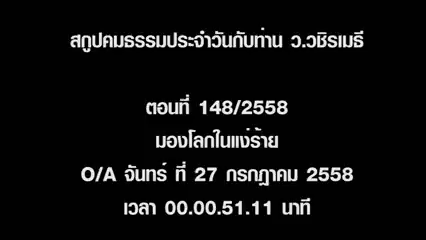 สกูปคมธรรมประจำวันกับท่าน ว.วชิรเมธี
ตอนที่ 148/2558
มองโลกในแง่ร้าย
O/A จันทร์ ที่ 27 กรกฎาคม 2558
เวลา 00.00.51.11 นาที